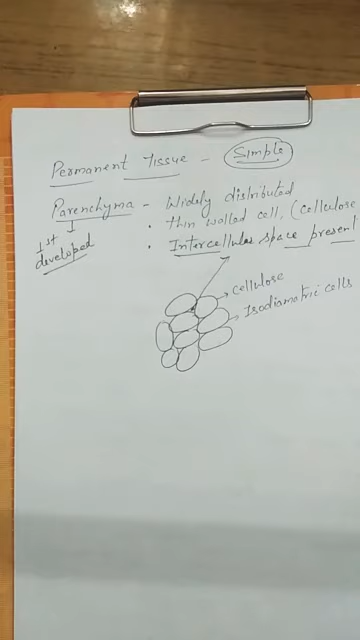 Permanent Tissue - Simple
Parenchyma - Widely distributed
1st developed
. Thin walled cell, (cellulose
. Intercellular space present
cellulose
Isodiametric cells